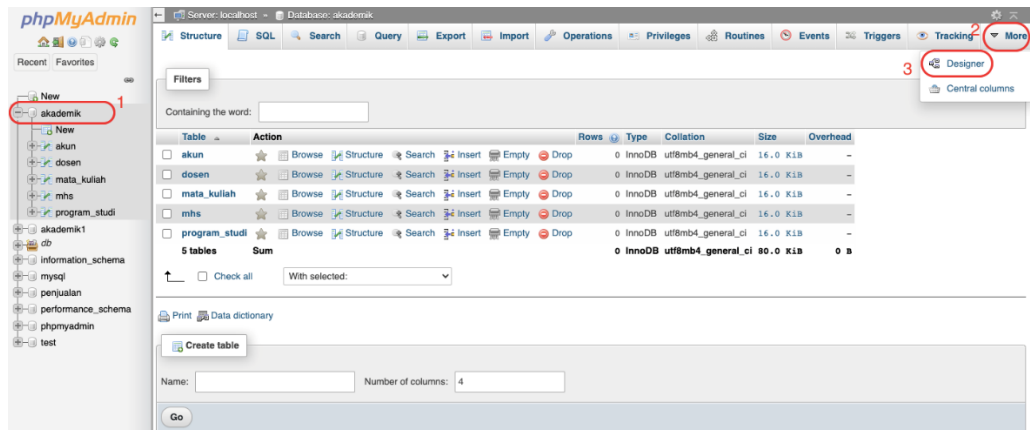 phpMyAdmin
Recent Favorites
New
akademik
1
New
akun
dosen
mata_kuliah
mhs
program_studi
akademik1
db
information_schema
mysql
penjualan
performance_schema
phpmyadmin
test
Server: localhost » Database: akademik
Structure SQL Search Query Export Import Operations Privileges Routines Events Triggers Tracking 2 More
3 Designer
Central columns
Filters
Containing the word:
Table Action Rows Type Collation Size Overhead
akun Browse Structure Search Insert Empty Drop 0 InnoDB utf8mb4_general_ci 16.0 KiB -
dosen Browse Structure Search Insert Empty Drop 0 InnoDB utf8mb4_general_ci 16.0 KiB -
mata_kuliah Browse Structure Search Insert Empty Drop 0 InnoDB utf8mb4_general_ci 16.0 KiB -
mhs Browse Structure Search Insert Empty Drop 0 InnoDB utf8mb4_general_ci 16.0 KiB -
program_studi Browse Structure Search Insert Empty Drop 0 InnoDB utf8mb4_general_ci 16.0 KiB -
5 tables Sum 0 InnoDB utf8mb4_general_ci 80.0 KiB 0 B
Check all With selected:
Print Data dictionary
Create table
Name: Number of columns: 4
Go